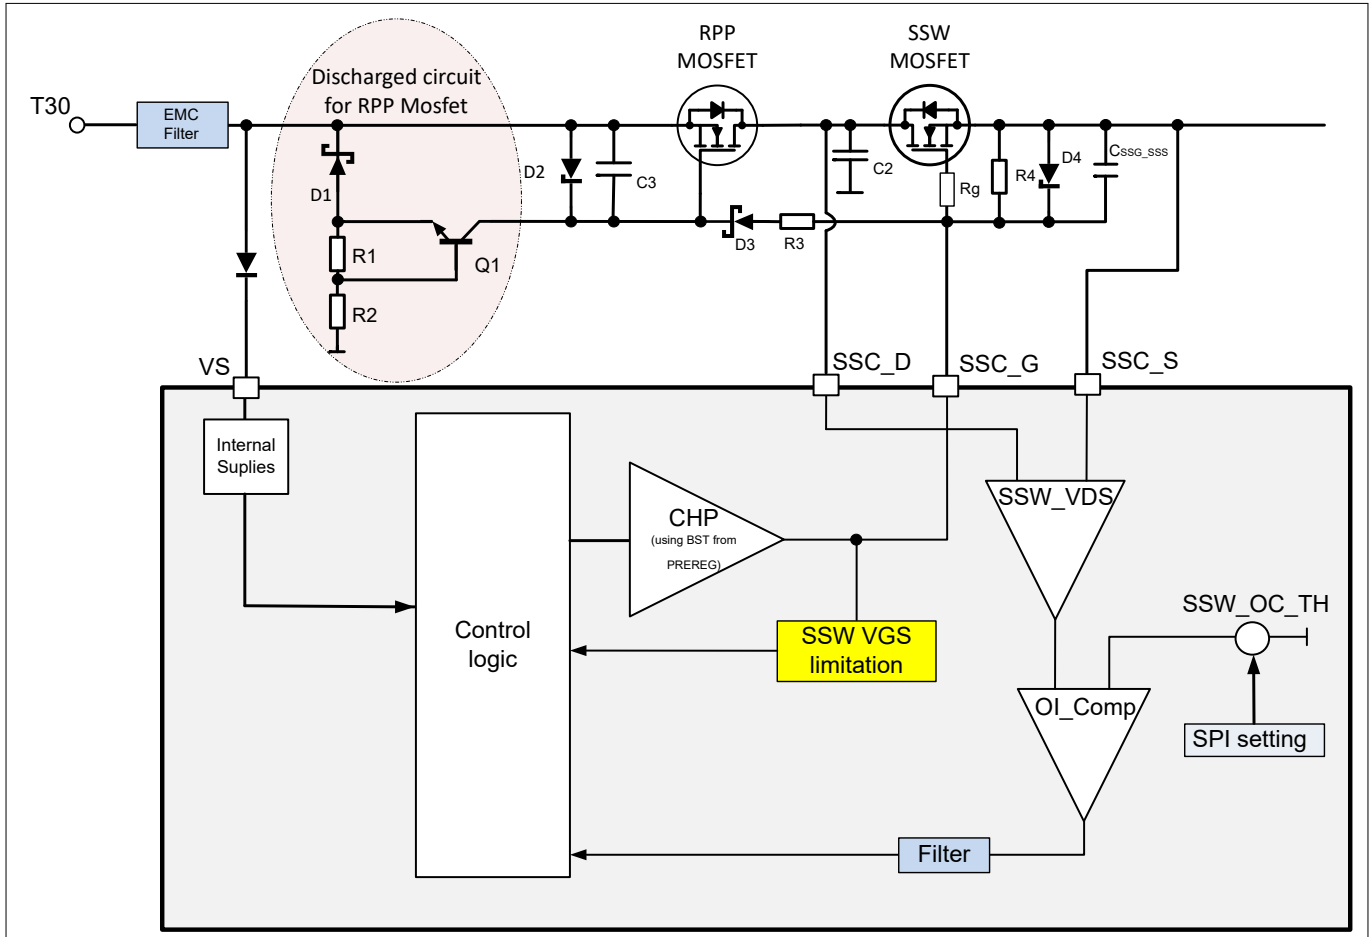 RPP
MOSFET
SSW
MOSFET
Discharged circuit
for RPP Mosfet
T30
EMC
Filter
D1
D2
C3
C2
Rg
R4
D4
CSSG_SSS
R1
Q1
D3
R3
R2
VS
SSC_D
SSC_G
SSC_S
Internal
Suplies
CHP
(using BST from
PREREG)
SSW_VDS
Control
logic
SSW VGS
limitation
SSW_OC_TH
OI_Comp
SPI setting
Filter